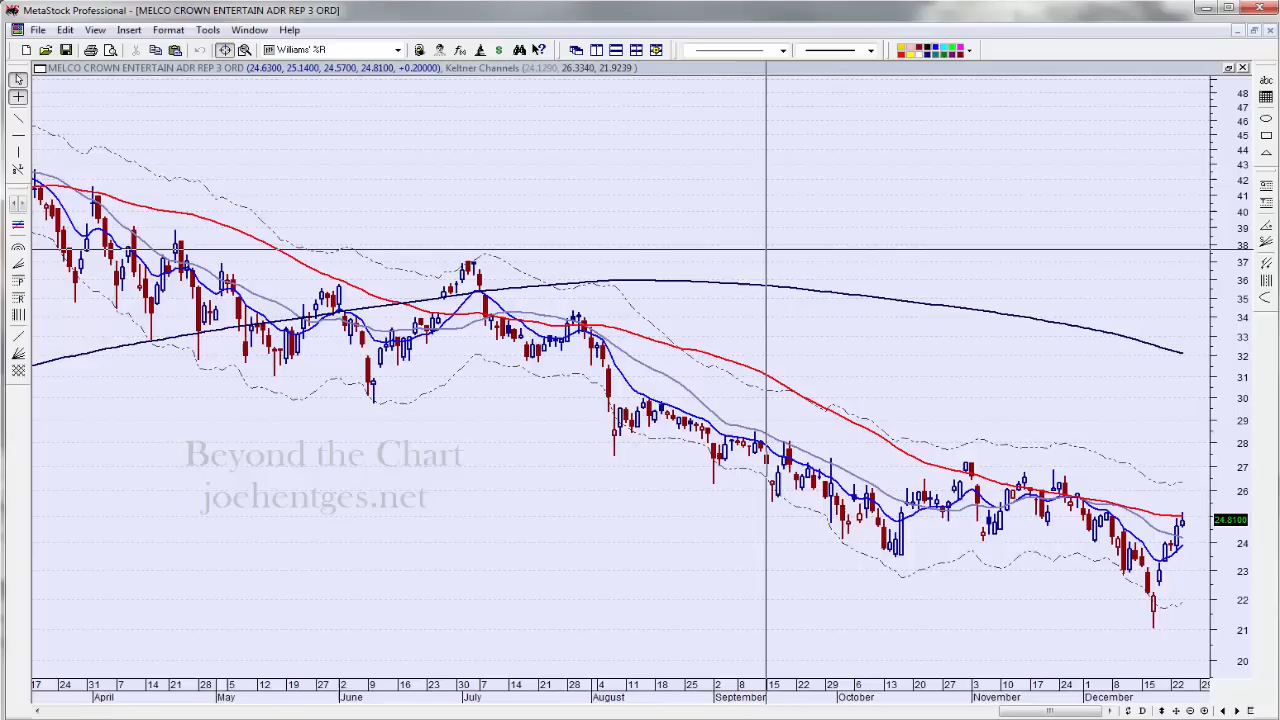 MetaStock Professional - [MELCO CROWN ENTERTAIN ADR REP 3 ORD]
File Edit View Insert Format Tools Window Help
Williams' %R
MELCO CROWN ENTERTAIN ADR REP 3 ORD (24.6300, 25.1400, 24.5700, 24.8100, +0.20000), Keltner Channels (24.1290, 26.3340, 21.9239 )
abc
48
47
46
45
44
43
42
41
40
39
38
37
36
35
34
33
32
31
30
29
28
27
26
24.8100
24
23
22
21
20
Beyond the Chart
jochentges.net
17 24 31 7 14 21 28 5 12 19 27 2 9 16 23 30 7 14 21 28 4 11 18 25 2 8 15 22 29 6 13 20 27 3 10 17 24 1 8 15 22 29
April May June July August September October November December
D